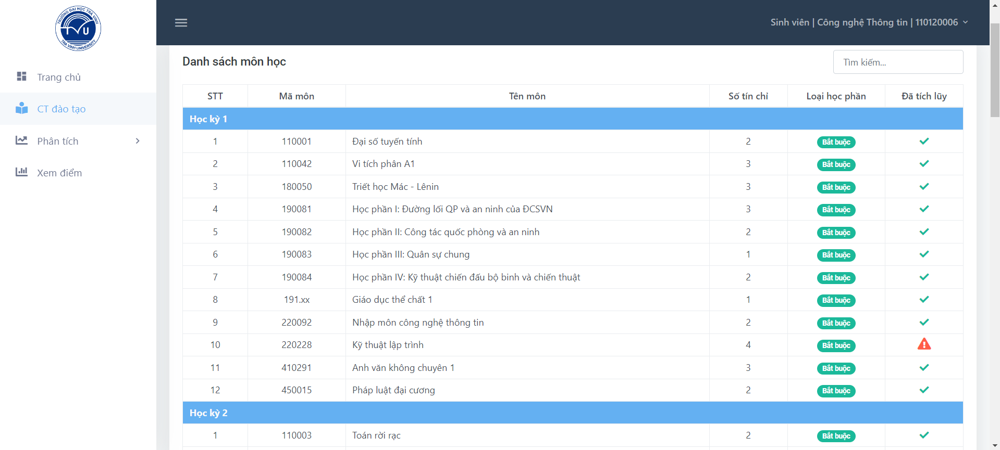 TRƯỜNG ĐẠI HỌC TRÀ VINH
TVU
TRA VINH UNIVERSITY
Sinh viên | Công nghệ Thông tin | 110120006
Trang chủ
CT đào tạo
Phân tích
Xem điểm
Danh sách môn học
Tìm kiếm...
STT Mã môn Tên môn Số tín chỉ Loại học phần Đã tích lũy
Học kỳ 1
1 110001 Đại số tuyến tính 2 Bắt buộc
2 110042 Vi tích phân A1 3 Bắt buộc
3 180050 Triết học Mác - Lênin 3 Bắt buộc
4 190081 Học phần I: Đường lối QP và an ninh của ĐCSVN 3 Bắt buộc
5 190082 Học phần II: Công tác quốc phòng và an ninh 2 Bắt buộc
6 190083 Học phần III: Quân sự chung 1 Bắt buộc
7 190084 Học phần IV: Kỹ thuật chiến đấu bộ binh và chiến thuật 2 Bắt buộc
8 191.xx Giáo dục thể chất 1 1 Bắt buộc
9 220092 Nhập môn công nghệ thông tin 2 Bắt buộc
10 220228 Kỹ thuật lập trình 4 Bắt buộc
11 410291 Anh văn không chuyên 1 3 Bắt buộc
12 450015 Pháp luật đại cương 2 Bắt buộc
Học kỳ 2
1 110003 Toán rời rạc 2 Bắt buộc